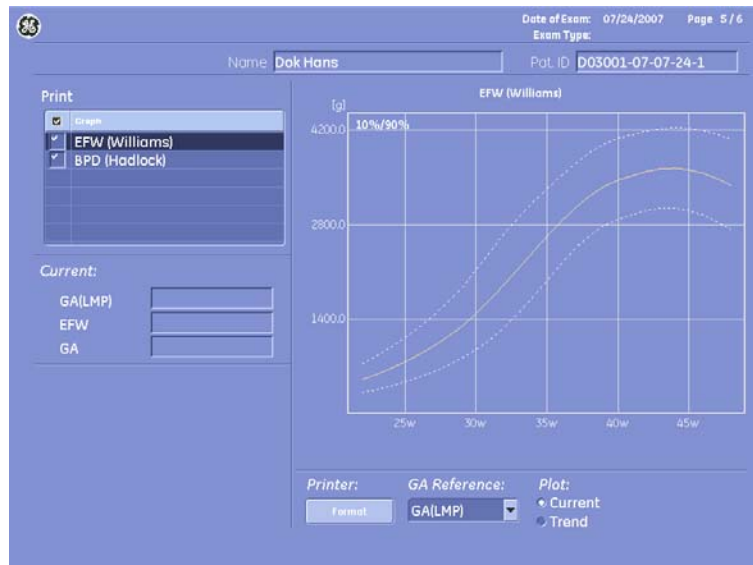 Date of Exam: 07/24/2007 Page 5/6
Exam Type:
Name Dok Hans Pat. ID D03001-07-07-24-1
Print
Graph
EFW (Williams)
BPD (Hadlock)
Current:
GA(LMP)
EFW
GA
EFW (Williams)
[g]
10%/90%
4200.0
2800.0
1400.0
25w 30w 35w 40w 45w
Printer: GA Reference: Plot:
Format GA(LMP) Current
Trend